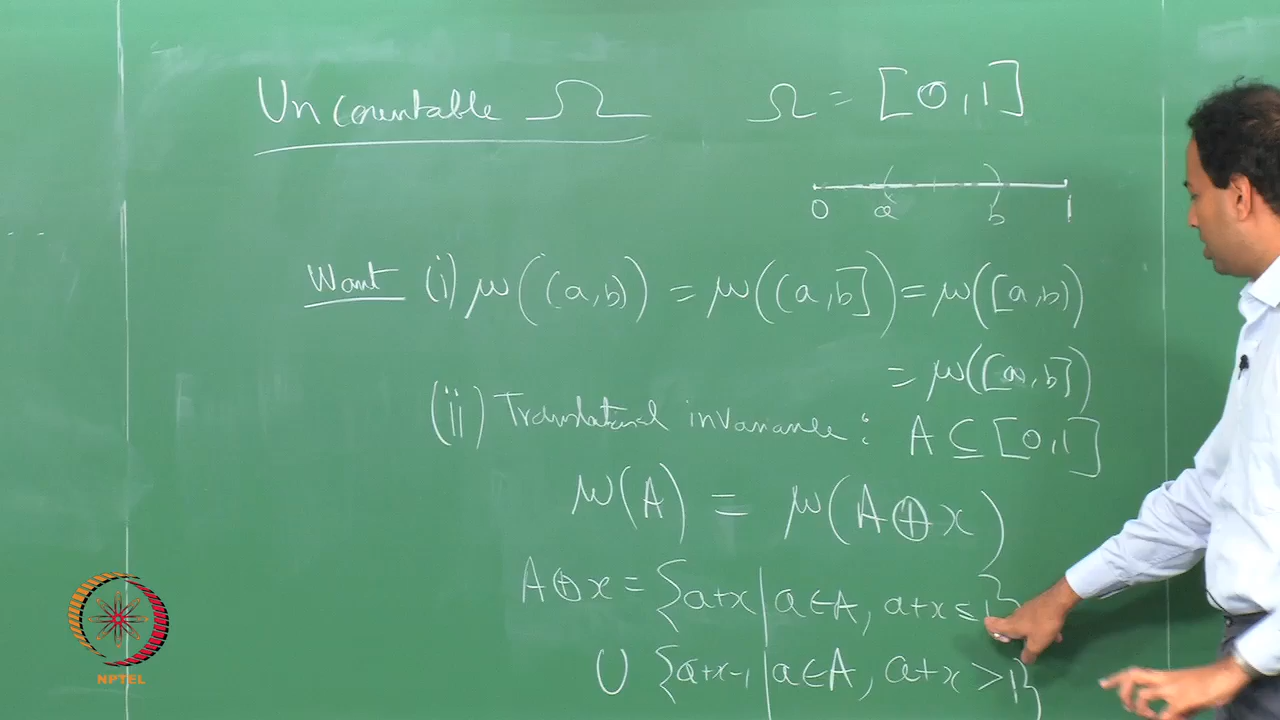 Uncountable Ω Ω = [0,1]
0 a b 1
Want (i) μ((a,b)) = μ((a,b]) = μ([a,b))
= μ([a,b])
(ii) Translational invariance: A ⊆ [0,1]
μ(A) = μ(A⊕x)
A⊕x = {a+x | a∈A, a+x ≤ 1}
∪ {a+x-1 | a∈A, a+x > 1}
NPTEL